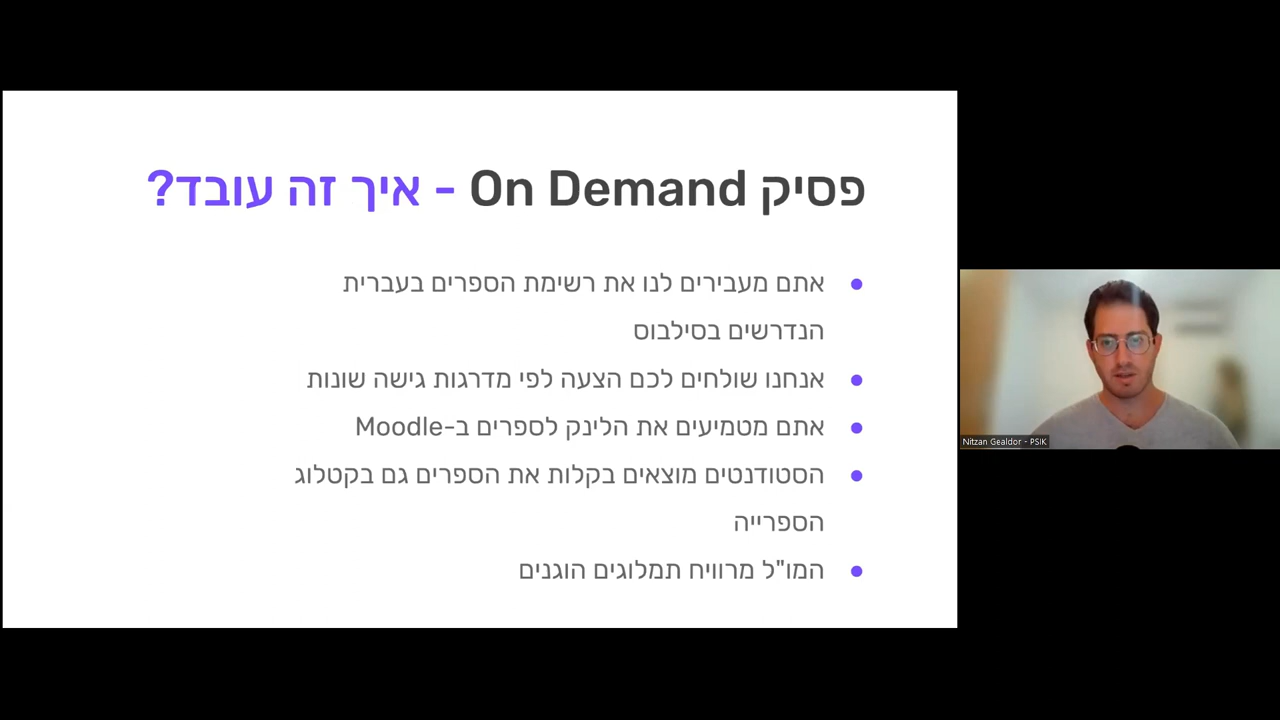 פסיק On Demand - איך זה עובד?
● אתם מעבירים לנו את רשימת הספרים בעברית
הנדרשים בסילבוס
● אנחנו שולחים לכם הצעה לפי מדרגות גישה שונות
● אתם מטמיעים את הלינק לספרים ב-Moodle
● הסטודנטים מוצאים בקלות את הספרים גם בקטלוג
הספרייה
● המו"ל מרוויח תמלוגים הוגנים
Nitzan Gealdor - PSIK